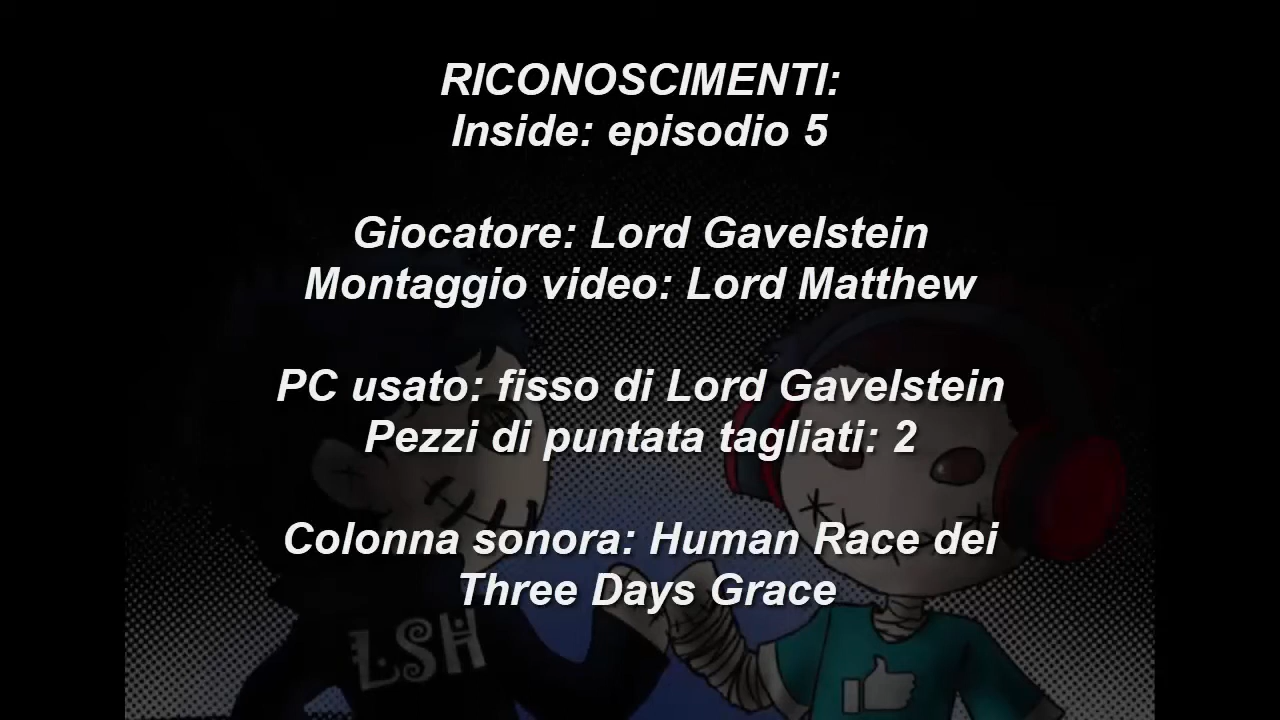 RICONOSCIMENTI:
Inside: episodio 5
Giocatore: Lord Gavelstein
Montaggio video: Lord Matthew
PC usato: fisso di Lord Gavelstein
Pezzi di puntata tagliati: 2
Colonna sonora: Human Race dei
Three Days Grace
LSH